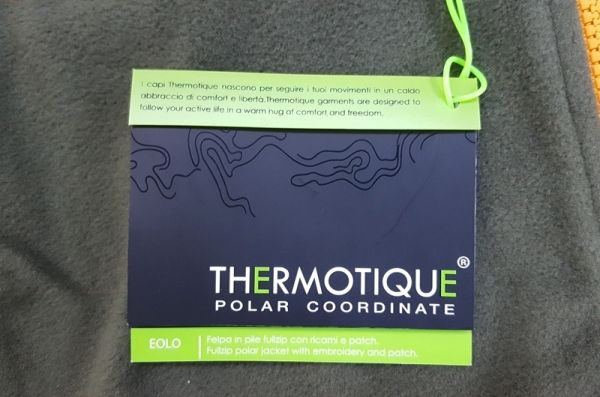 I capi Thermotique nascono per seguire i tuoi movimenti in un caldo
abbraccio di comfort e libertà.Thermotique garments are designed to
follow your active life in a warm hug of comfort and freedom.
THERMOTIQUE®
POLAR COORDINATE
EOLO
Felpa in pile fullzip con ricami e patch.
Fullzip polar jacket with embroidery and patch.